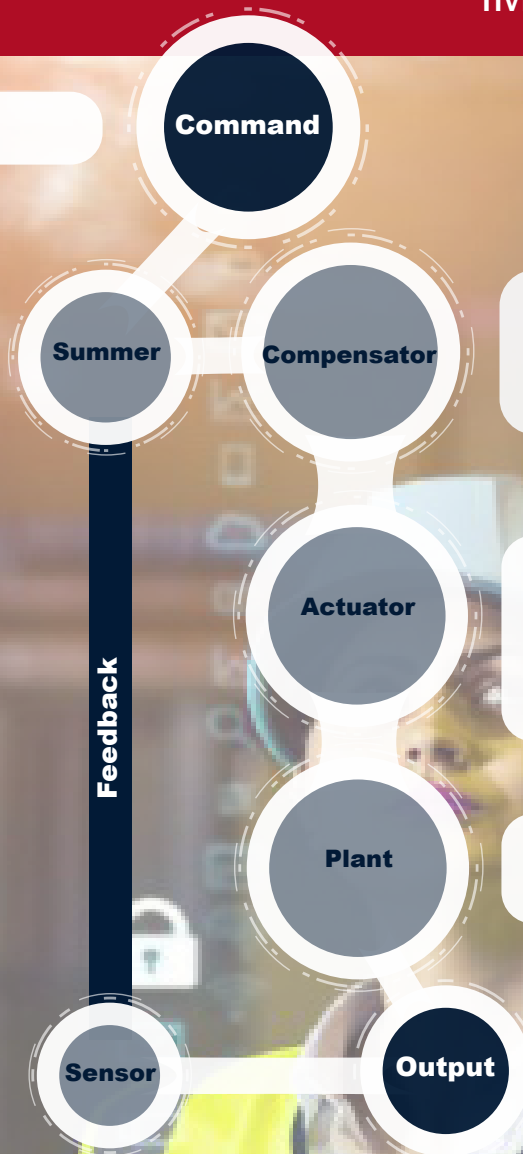 Command
Summer
Compensator
Actuator
Feedback
Plant
Sensor
Output